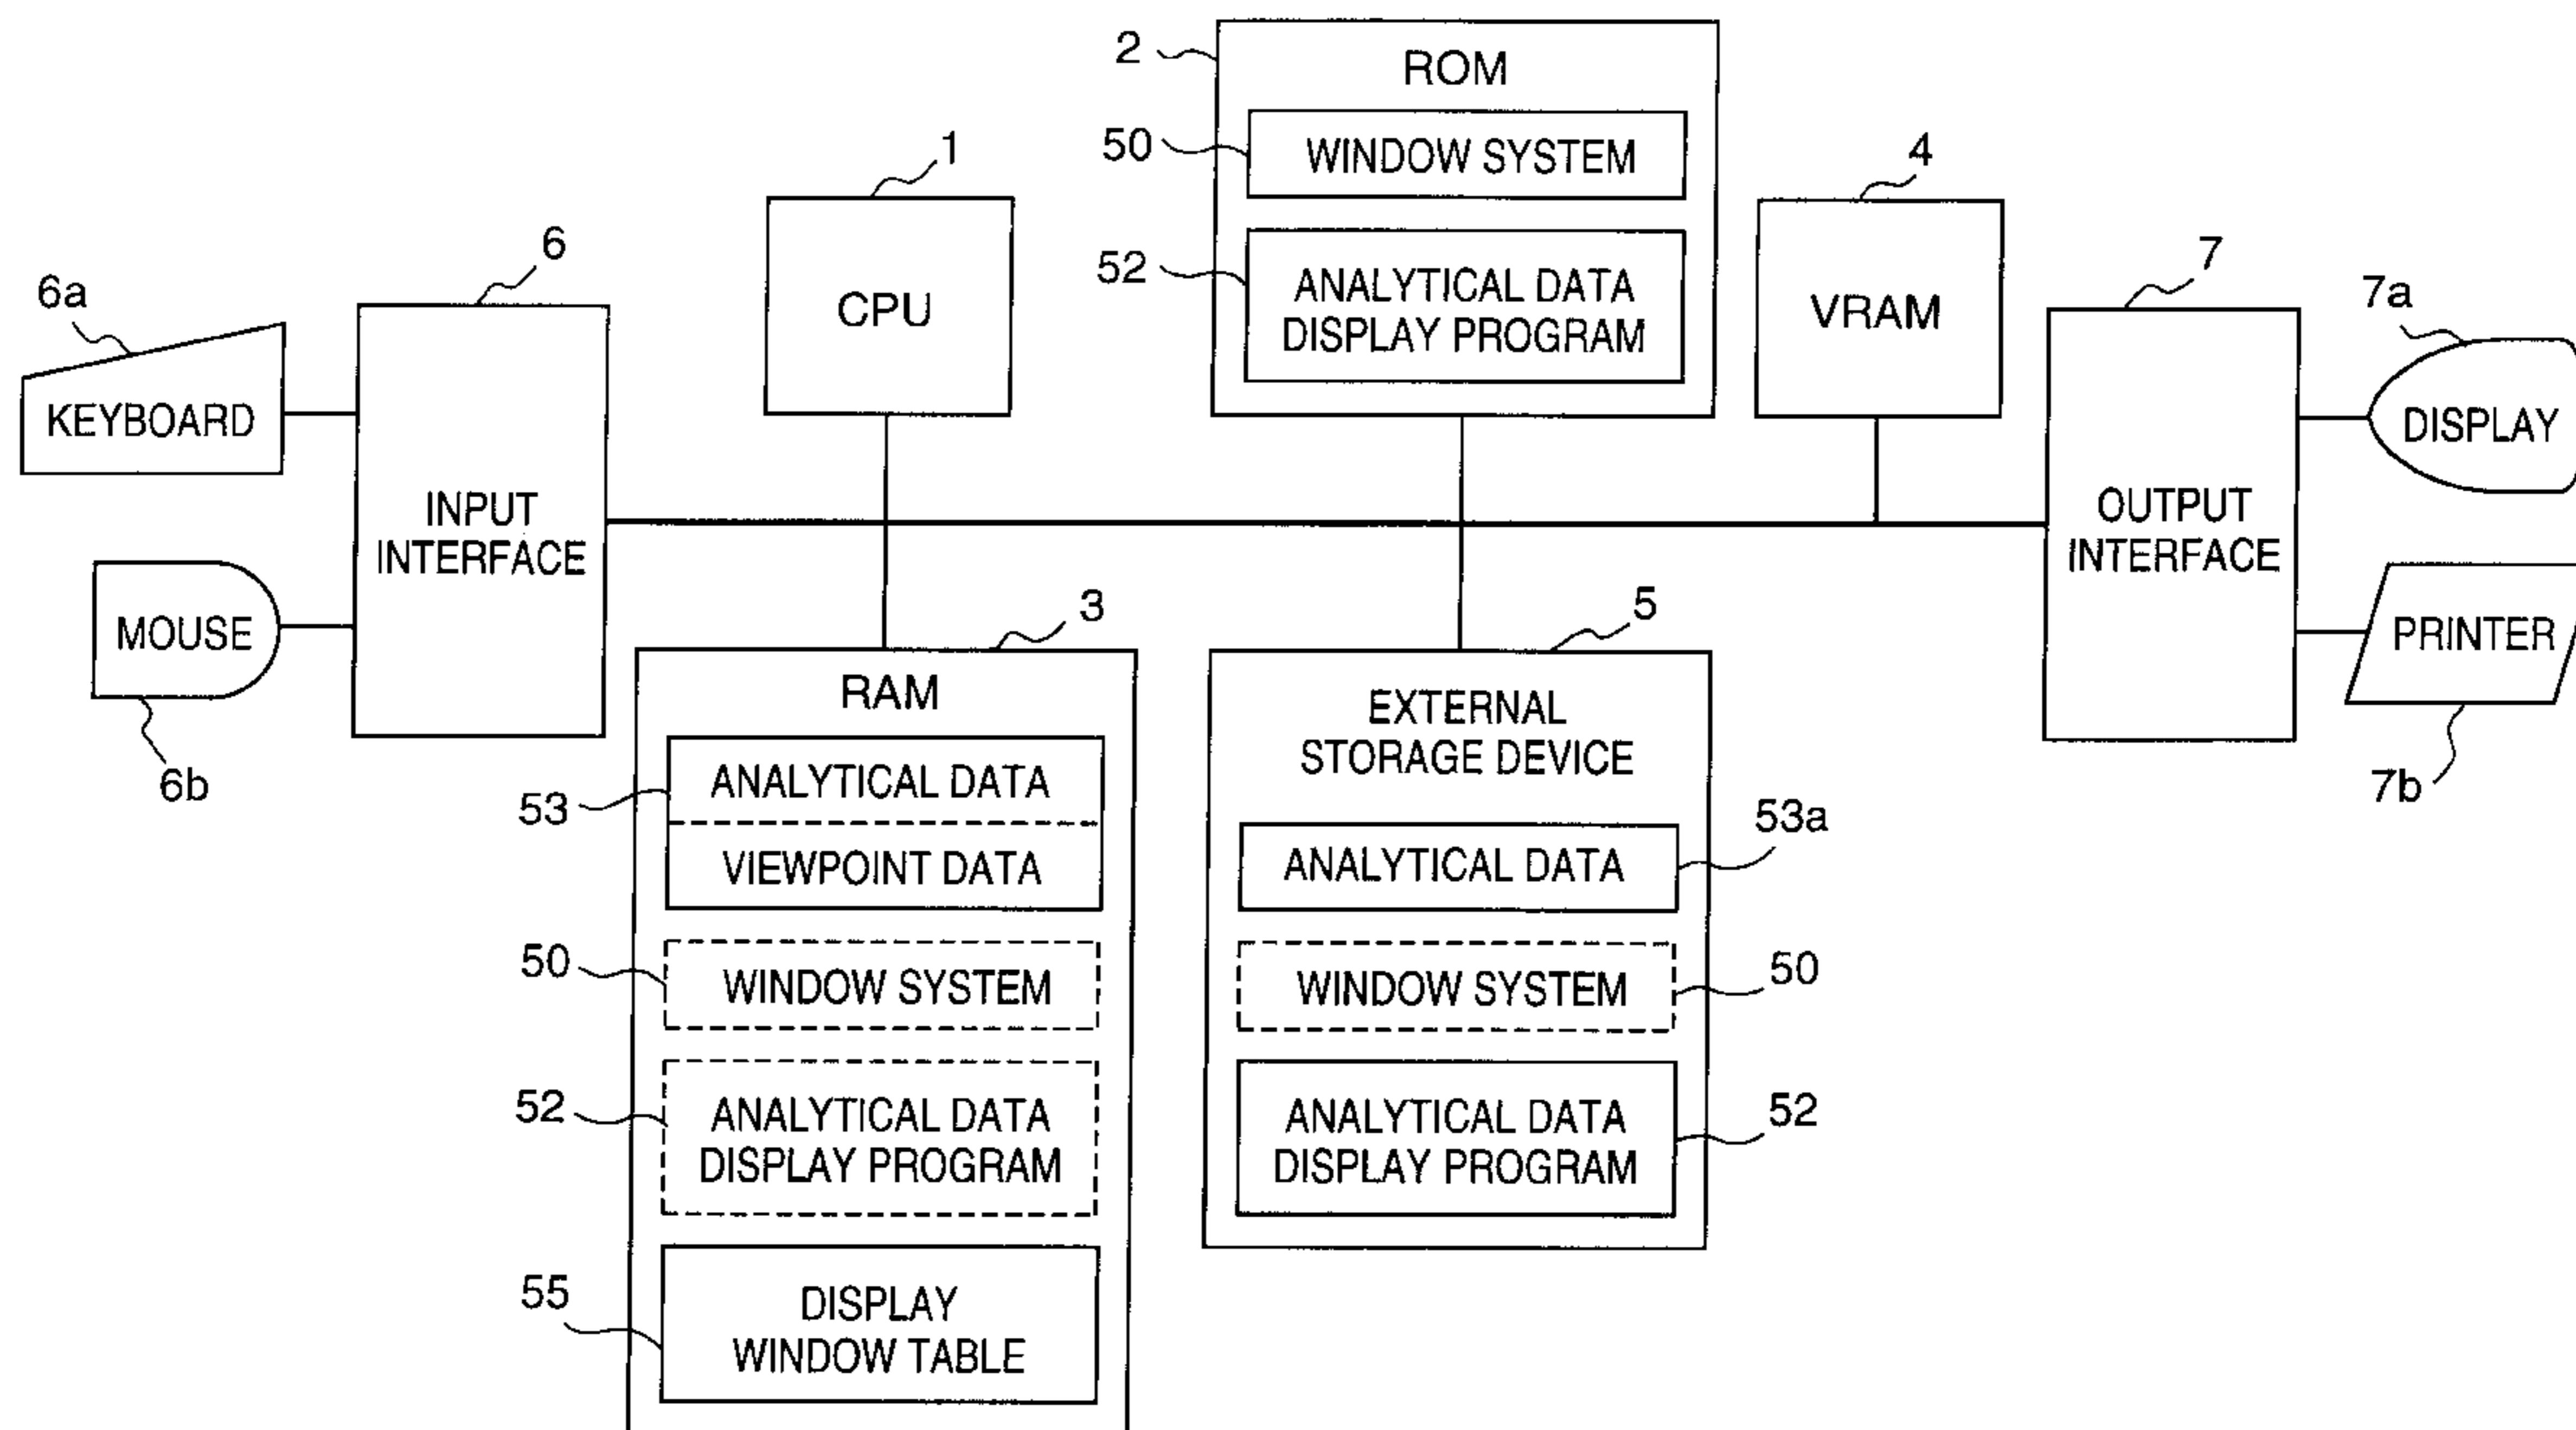 2
ROM
50
WINDOW SYSTEM
52
ANALYTICAL DATA
DISPLAY PROGRAM
1
CPU
4
VRAM
6
6a
KEYBOARD
INPUT
INTERFACE
MOUSE
6b
7
7a
DISPLAY
OUTPUT
INTERFACE
PRINTER
7b
3
RAM
53
ANALYTICAL DATA
VIEWPOINT DATA
50
WINDOW SYSTEM
52
ANALYTICAL DATA
DISPLAY PROGRAM
55
DISPLAY
WINDOW TABLE
5
EXTERNAL
STORAGE DEVICE
53a
ANALYTICAL DATA
WINDOW SYSTEM
50
ANALYTICAL DATA
DISPLAY PROGRAM
52